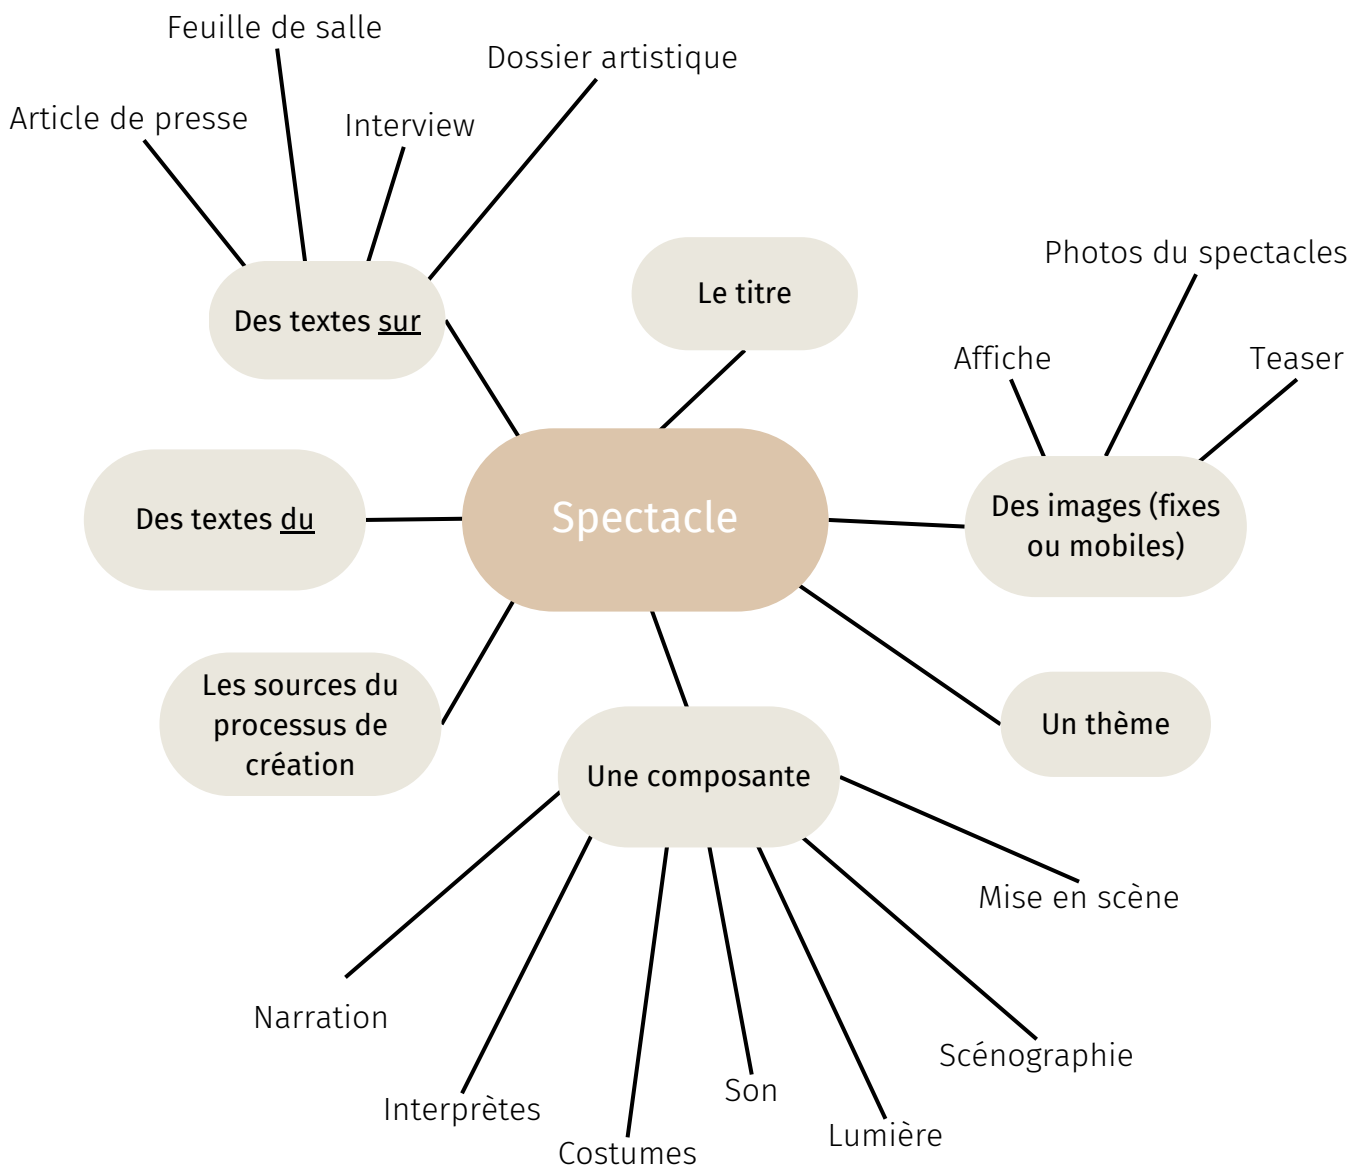 Feuille de salle
Dossier artistique
Article de presse
Interview
Des textes sur
Le titre
Photos du spectacles
Affiche
Teaser
Des textes du
Spectacle
Des images (fixes
ou mobiles)
Les sources du
processus de
création
Une composante
Un thème
Mise en scène
Narration
Scénographie
Interprètes
Son
Costumes
Lumière